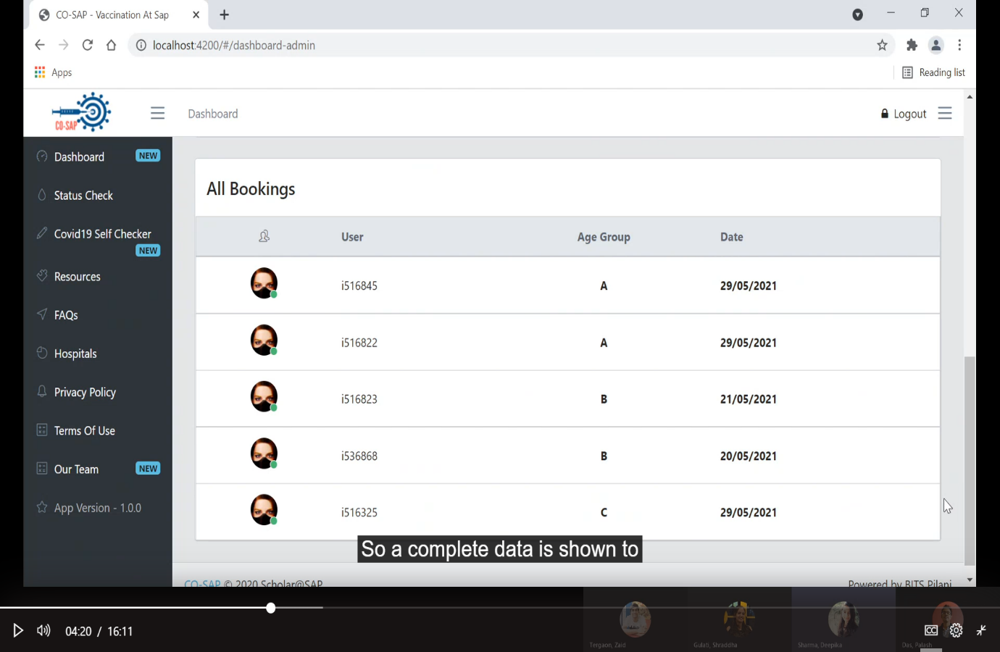 CO-SAP - Vaccination At Sap
localhost:4200/#/dashboard-admin
Apps
Reading list
CO-SAP
Dashboard
Logout
Dashboard NEW
Status Check
Covid19 Self Checker
NEW
Resources
FAQs
Hospitals
Privacy Policy
Terms Of Use
Our Team NEW
App Version - 1.0.0
All Bookings
User Age Group Date
i516845 A 29/05/2021
i516822 A 29/05/2021
i516823 B 21/05/2021
i536868 B 20/05/2021
i516325 C 29/05/2021
So a complete data is shown to
CO-SAP © 2020 Scholar@SAP
Powered by BITS Pilani
04:20 / 16:11
Tergaon, Zaid
Gulati, Shraddha
Sharma, Deepika
Das, Palash
CC